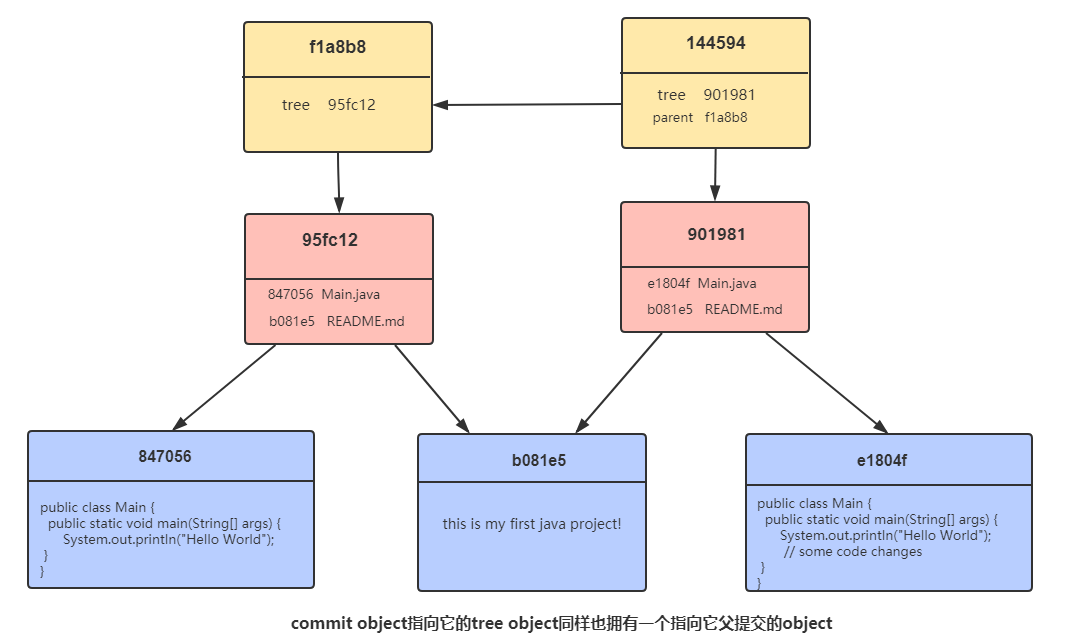 f1a8b8
tree 95fc12
144594
tree 901981
parent f1a8b8
95fc12
847056 Main.java
b081e5 README.md
901981
e1804f Main.java
b081e5 README.md
847056
public class Main {
public static void main(String[] args) {
System.out.println("Hello World");
}
}
b081e5
this is my first java project!
e1804f
public class Main {
public static void main(String[] args) {
System.out.println("Hello World");
// some code changes
}
}
commit object指向它的tree object同样也拥有一个指向它父提交的object